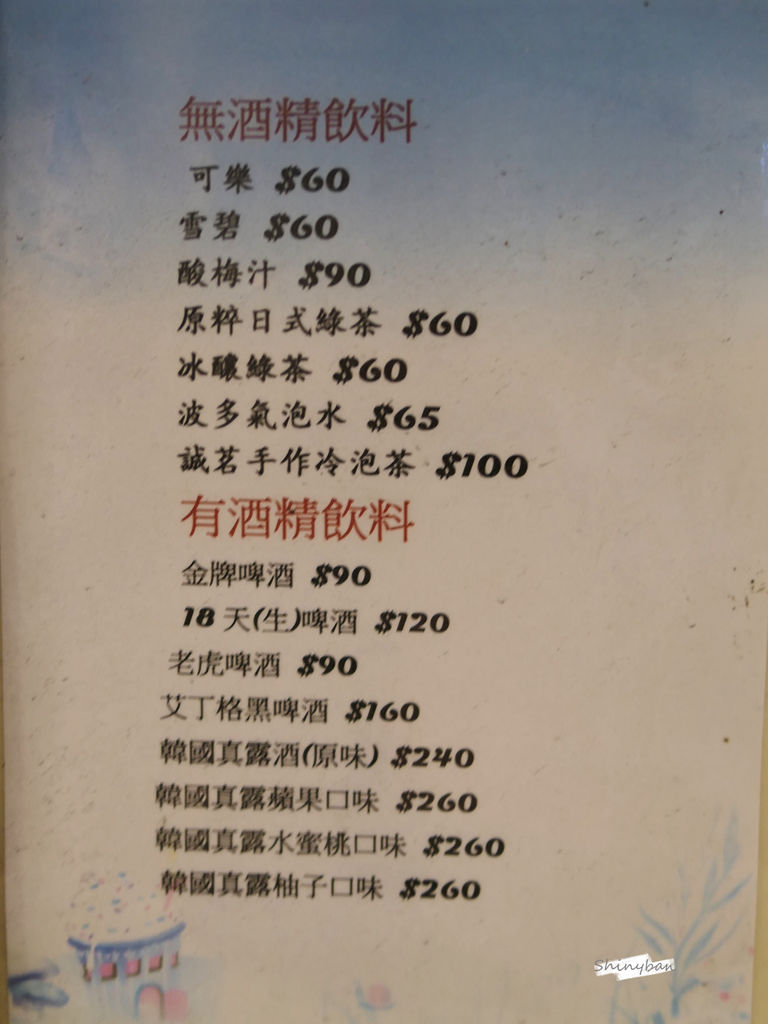 無酒精飲料
可樂 $60
雪碧 $60
酸梅汁 $90
原粹日式綠茶 $60
冰釀綠茶 $60
波多氣泡水 $65
誠茗手作冷泡茶 $100
有酒精飲料
金牌啤酒 $90
18 天(生)啤酒 $120
老虎啤酒 $90
艾丁格黑啤酒 $160
韓國真露酒(原味) $240
韓國真露蘋果口味 $260
韓國真露水蜜桃口味 $260
韓國真露柚子口味 $260
Shinyban